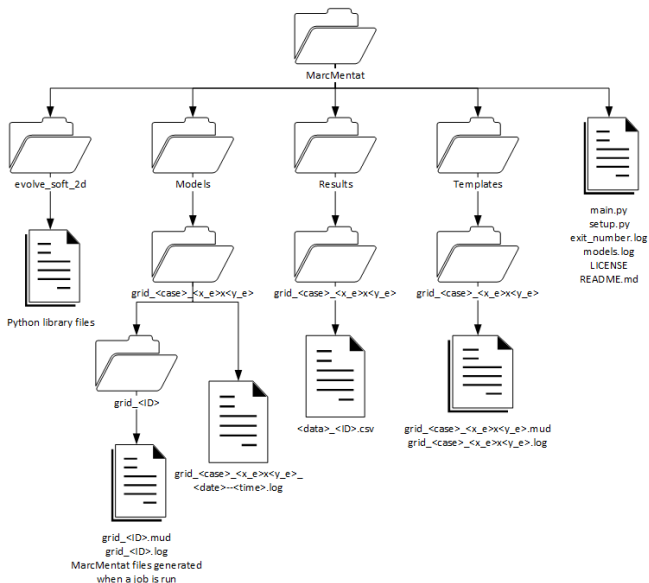 MarcMentat
evolve_soft_2d
Models
Results
Templates
main.py
setup.py
exit_number.log
models.log
LICENSE
README.md
Python library files
grid_<case>_<x_e>x<y_e>
grid_<case>_<x_e>x<y_e>
grid_<case>_<x_e>x<y_e>
grid_<ID>
grid_<case>_<x_e>x<y_e>_
<date>--<time>.log
<data>_<ID>.csv
grid_<case>_<x_e>x<y_e>.mud
grid_<case>_<x_e>x<y_e>.log
grid_<ID>.mud
grid_<ID>.log
MarcMentat files generated
when a job is run